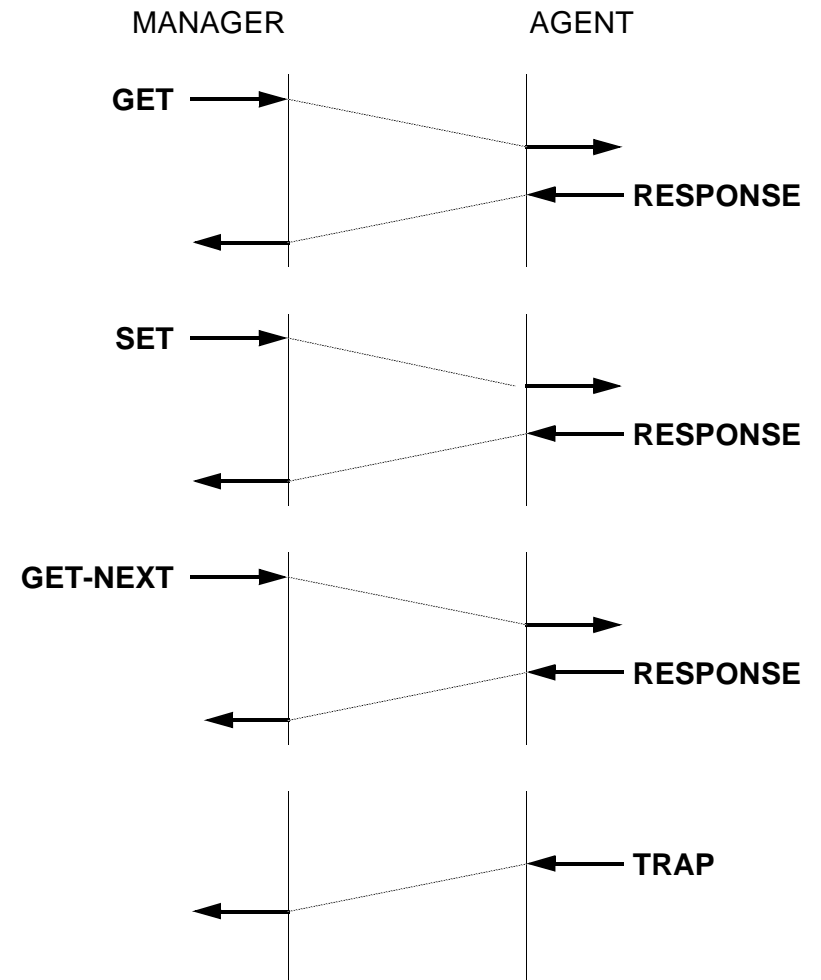 MANAGER AGENT
GET
RESPONSE
SET
RESPONSE
GET-NEXT
RESPONSE
TRAP